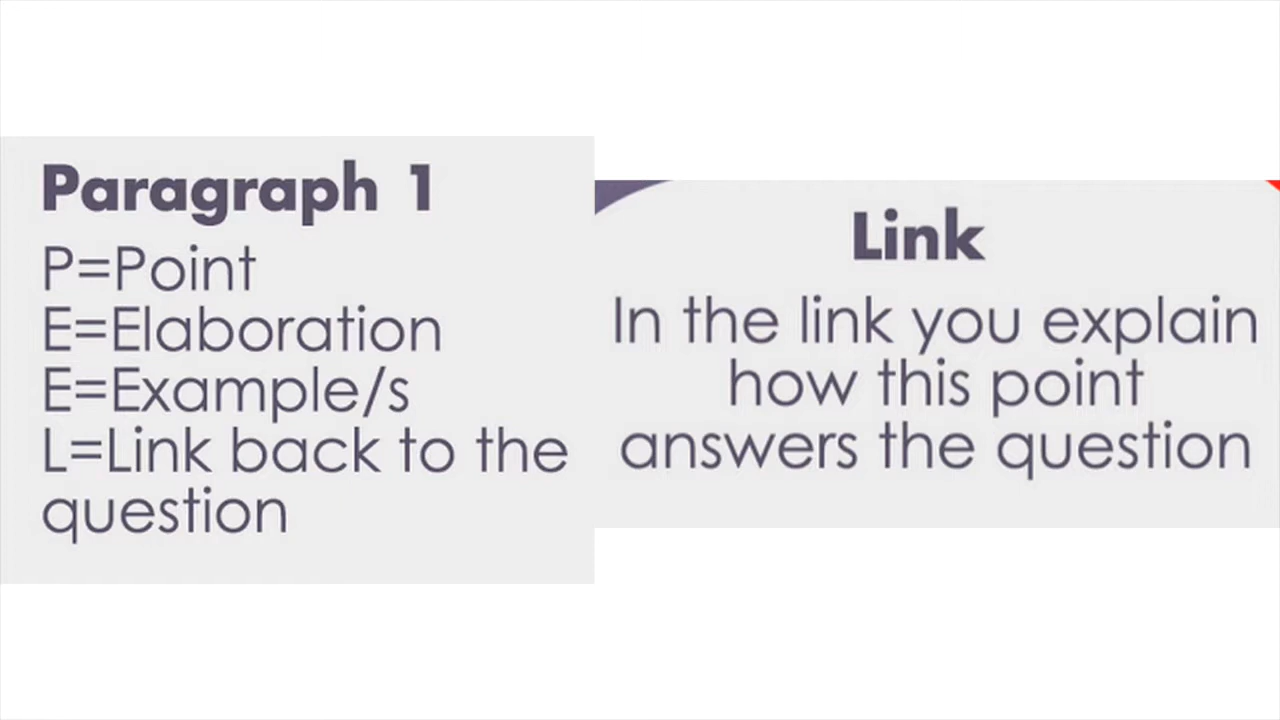 Paragraph 1
P=Point
E=Elaboration
E=Example/s
L=Link back to the
question
Link
In the link you explain
how this point
answers the question